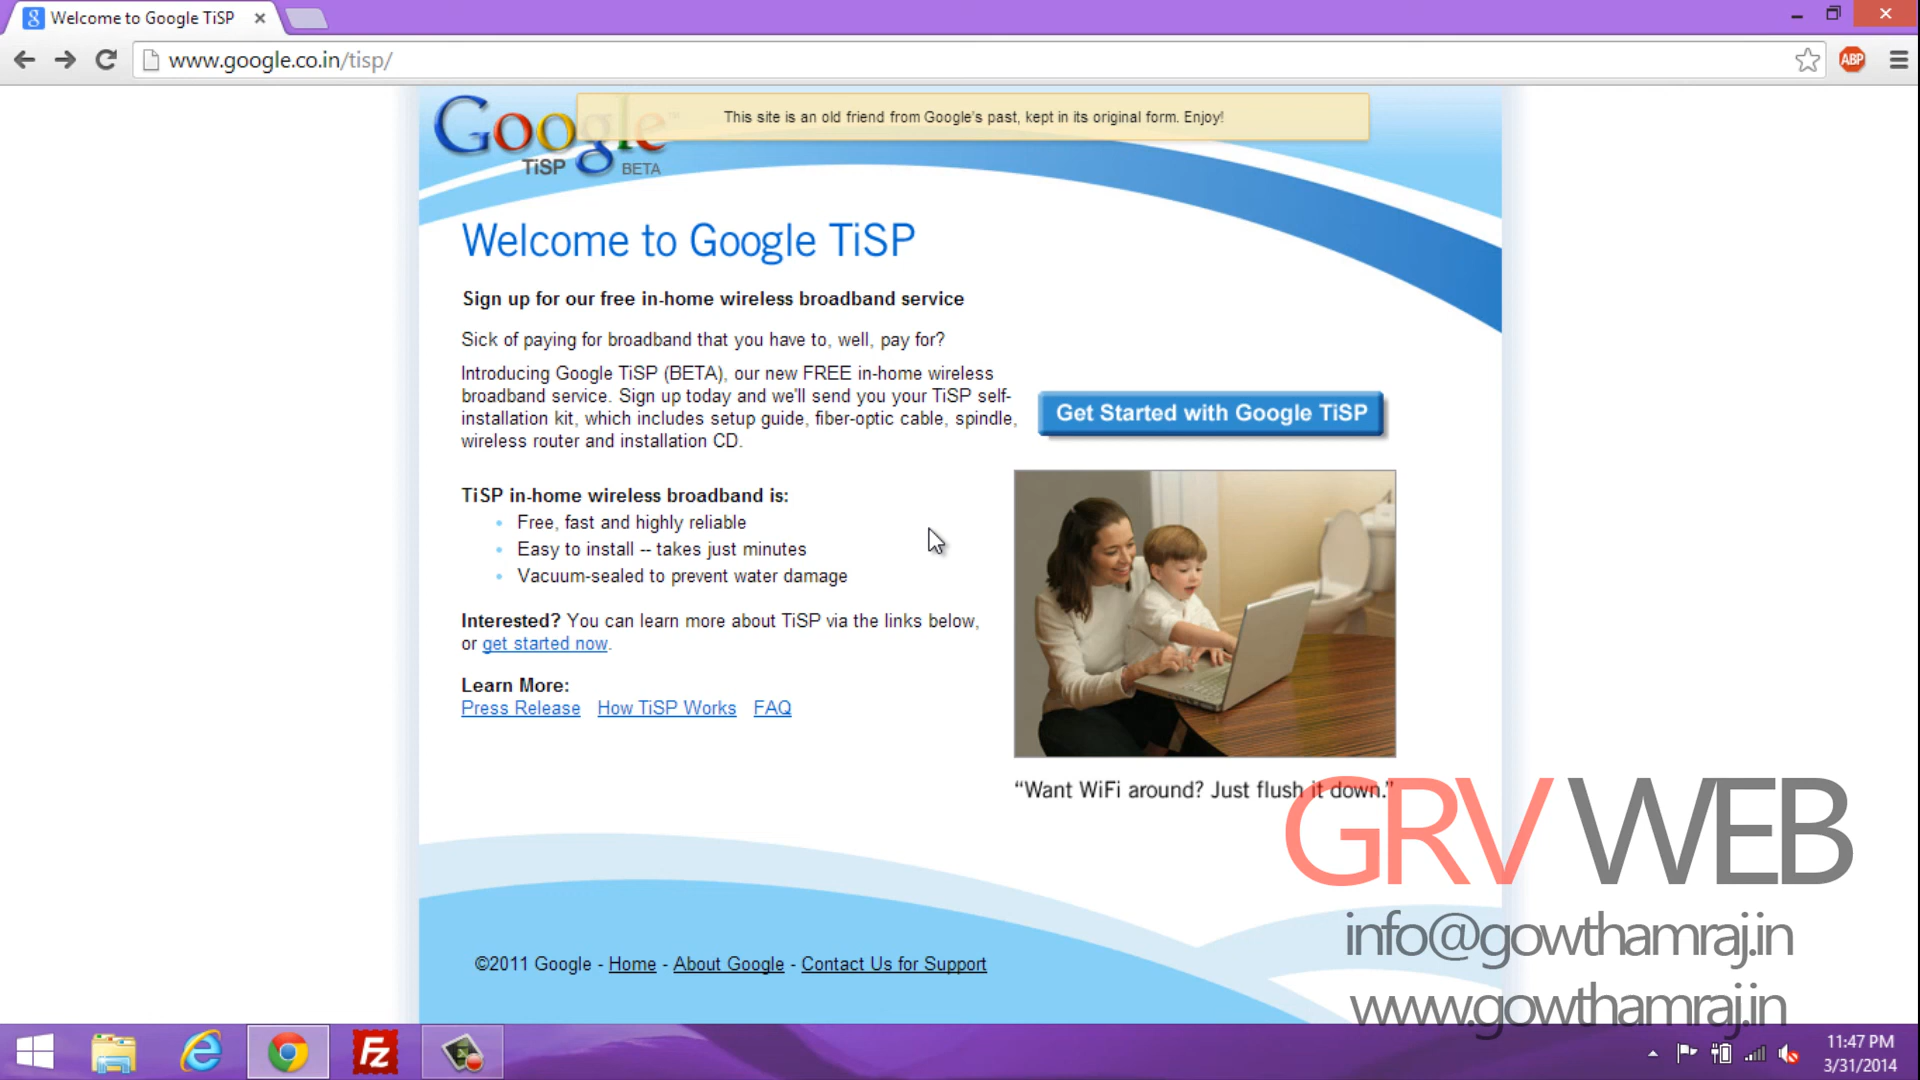 Welcome to Google TiSP
www.google.co.in/tisp/
ABP
Google
TiSP BETA
This site is an old friend from Google's past, kept in its original form. Enjoy!
Welcome to Google TiSP
Sign up for our free in-home wireless broadband service
Sick of paying for broadband that you have to, well, pay for?
Introducing Google TiSP (BETA), our new FREE in-home wireless
broadband service. Sign up today and we'll send you your TiSP self-
installation kit, which includes setup guide, fiber-optic cable, spindle,
wireless router and installation CD.
Get Started with Google TiSP
TiSP in-home wireless broadband is:
• Free, fast and highly reliable
• Easy to install -- takes just minutes
• Vacuum-sealed to prevent water damage
Interested? You can learn more about TiSP via the links below,
or get started now.
Learn More:
Press Release How TiSP Works FAQ
“Want WiFi around? Just flush it down.”
GRV WEB
info@gowthamraj.in
www.gowthamraj.in
©2011 Google - Home - About Google - Contact Us for Support
Fz
11:47 PM
3/31/2014